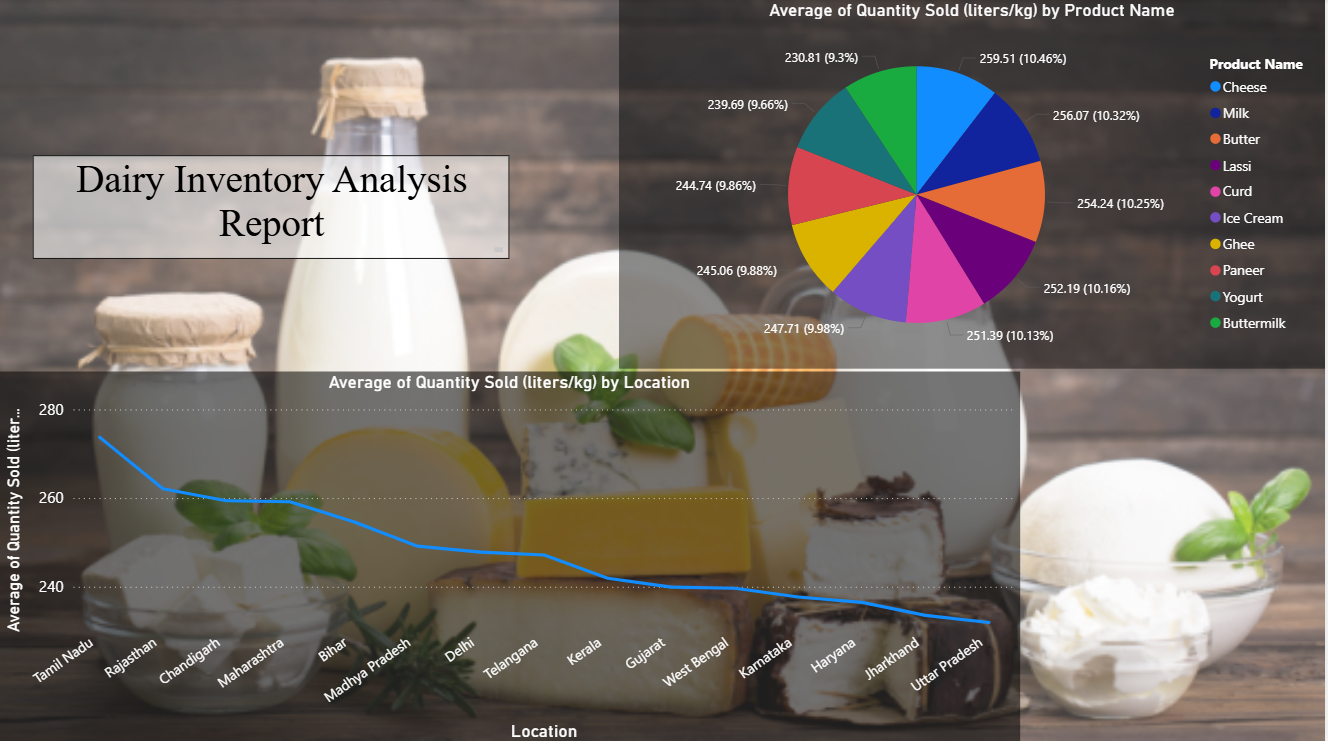 Dairy Inventory Analysis
Report
Average of Quantity Sold (liters/kg) by Product Name
230.81 (9.3%)
259.51 (10.46%)
239.69 (9.66%)
256.07 (10.32%)
244.74 (9.86%)
254.24 (10.25%)
245.06 (9.88%)
252.19 (10.16%)
247.71 (9.98%)
251.39 (10.13%)
Product Name
Cheese
Milk
Butter
Lassi
Curd
Ice Cream
Ghee
Paneer
Yogurt
Buttermilk
Average of Quantity Sold (liters/kg) by Location
Average of Quantity Sold (liter...
280
260
240
Tamil Nadu
Rajasthan
Chandigarh
Maharashtra
Bihar
Madhya Pradesh
Delhi
Telangana
Kerala
Gujarat
West Bengal
Karnataka
Haryana
Jharkhand
Uttar Pradesh
Location